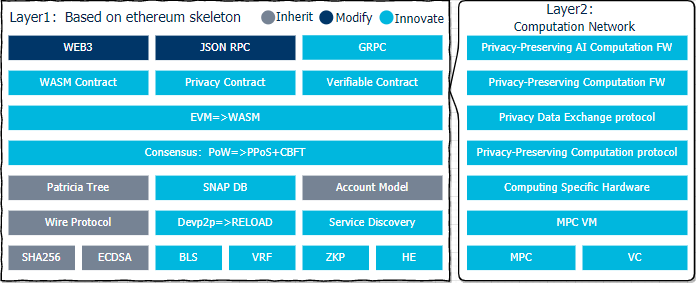 Layer1: Based on ethereum skeleton
Inherit
Modify
Innovate
WEB3
JSON RPC
GRPC
WASM Contract
Privacy Contract
Verifiable Contract
EVM=>WASM
Consensus: PoW=>PPoS+CBFT
Patricia Tree
SNAP DB
Account Model
Wire Protocol
Devp2p=>RELOAD
Service Discovery
SHA256
ECDSA
BLS
VRF
ZKP
HE
Layer2:
Computation Network
Privacy-Preserving AI Computation FW
Privacy-Preserving Computation FW
Privacy Data Exchange protocol
Privacy-Preserving Computation protocol
Computing Specific Hardware
MPC VM
MPC
VC